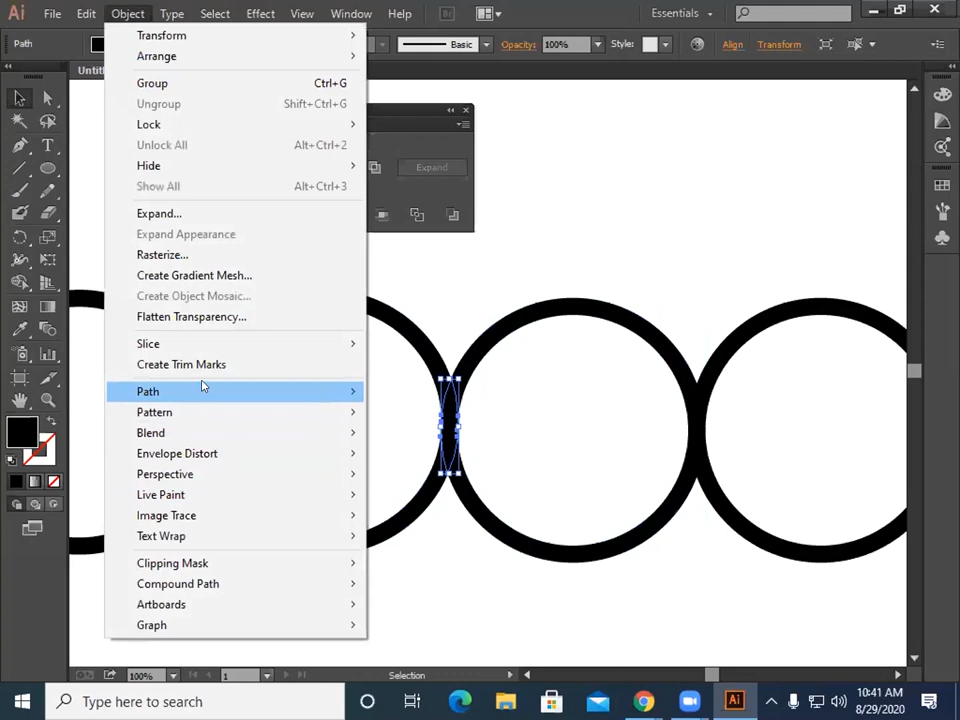 Ai File Edit Object Type Select Effect View Window Help Br Essentials
Path Basic Opacity: 100% Style: Align Transform
Untitl
Transform
Arrange
Group Ctrl+G
Ungroup Shift+Ctrl+G
Lock
Unlock All Alt+Ctrl+2
Hide
Show All Alt+Ctrl+3
Expand...
Expand Appearance
Rasterize...
Create Gradient Mesh...
Create Object Mosaic...
Flatten Transparency...
Slice
Create Trim Marks
Path
Pattern
Blend
Envelope Distort
Perspective
Live Paint
Image Trace
Text Wrap
Clipping Mask
Compound Path
Artboards
Graph
Expand
100% 1 Selection
Type here to search
Ai
10:41 AM
8/29/2020